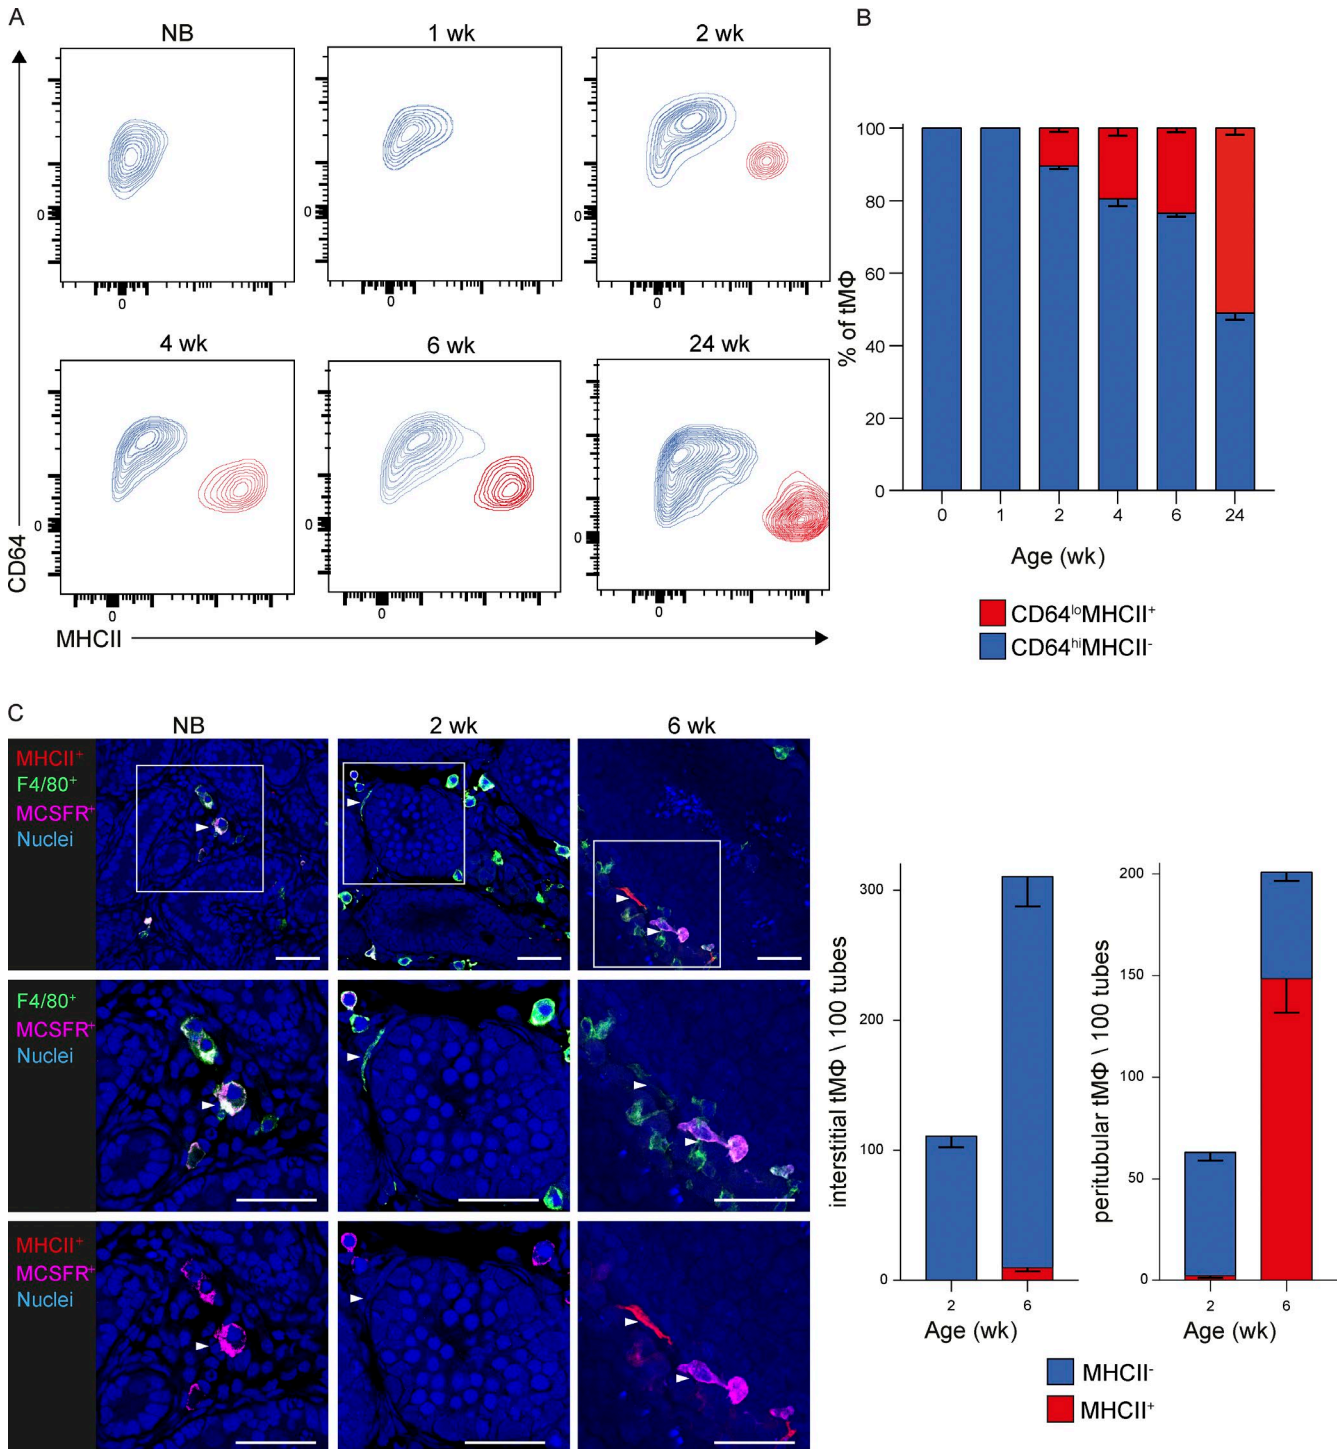 A
NB
1 wk
2 wk
0
0
0
0
0
0
4 wk
6 wk
24 wk
0
0
0
0
0
0
CD64
MHCII
B
100
80
60
40
20
0
% of tMΦ
0 1 2 4 6 24
Age (wk)
CD64ˡᵒMHCII⁺
CD64ʰⁱMHCII⁻
C
NB
2 wk
6 wk
MHCII⁺
F4/80⁺
MCSFR⁺
Nuclei
F4/80⁺
MCSFR⁺
Nuclei
MHCII⁺
MCSFR⁺
Nuclei
300
200
100
0
interstitial tMΦ \ 100 tubes
2 6
Age (wk)
200
150
100
50
0
peritubular tMΦ \ 100 tubes
2 6
Age (wk)
MHCII⁻
MHCII⁺